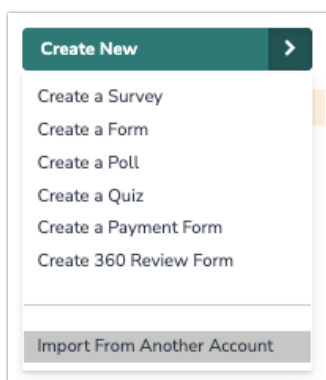 Create New
Create a Survey
Create a Form
Create a Poll
Create a Quiz
Create a Payment Form
Create 360 Review Form
Import From Another Account